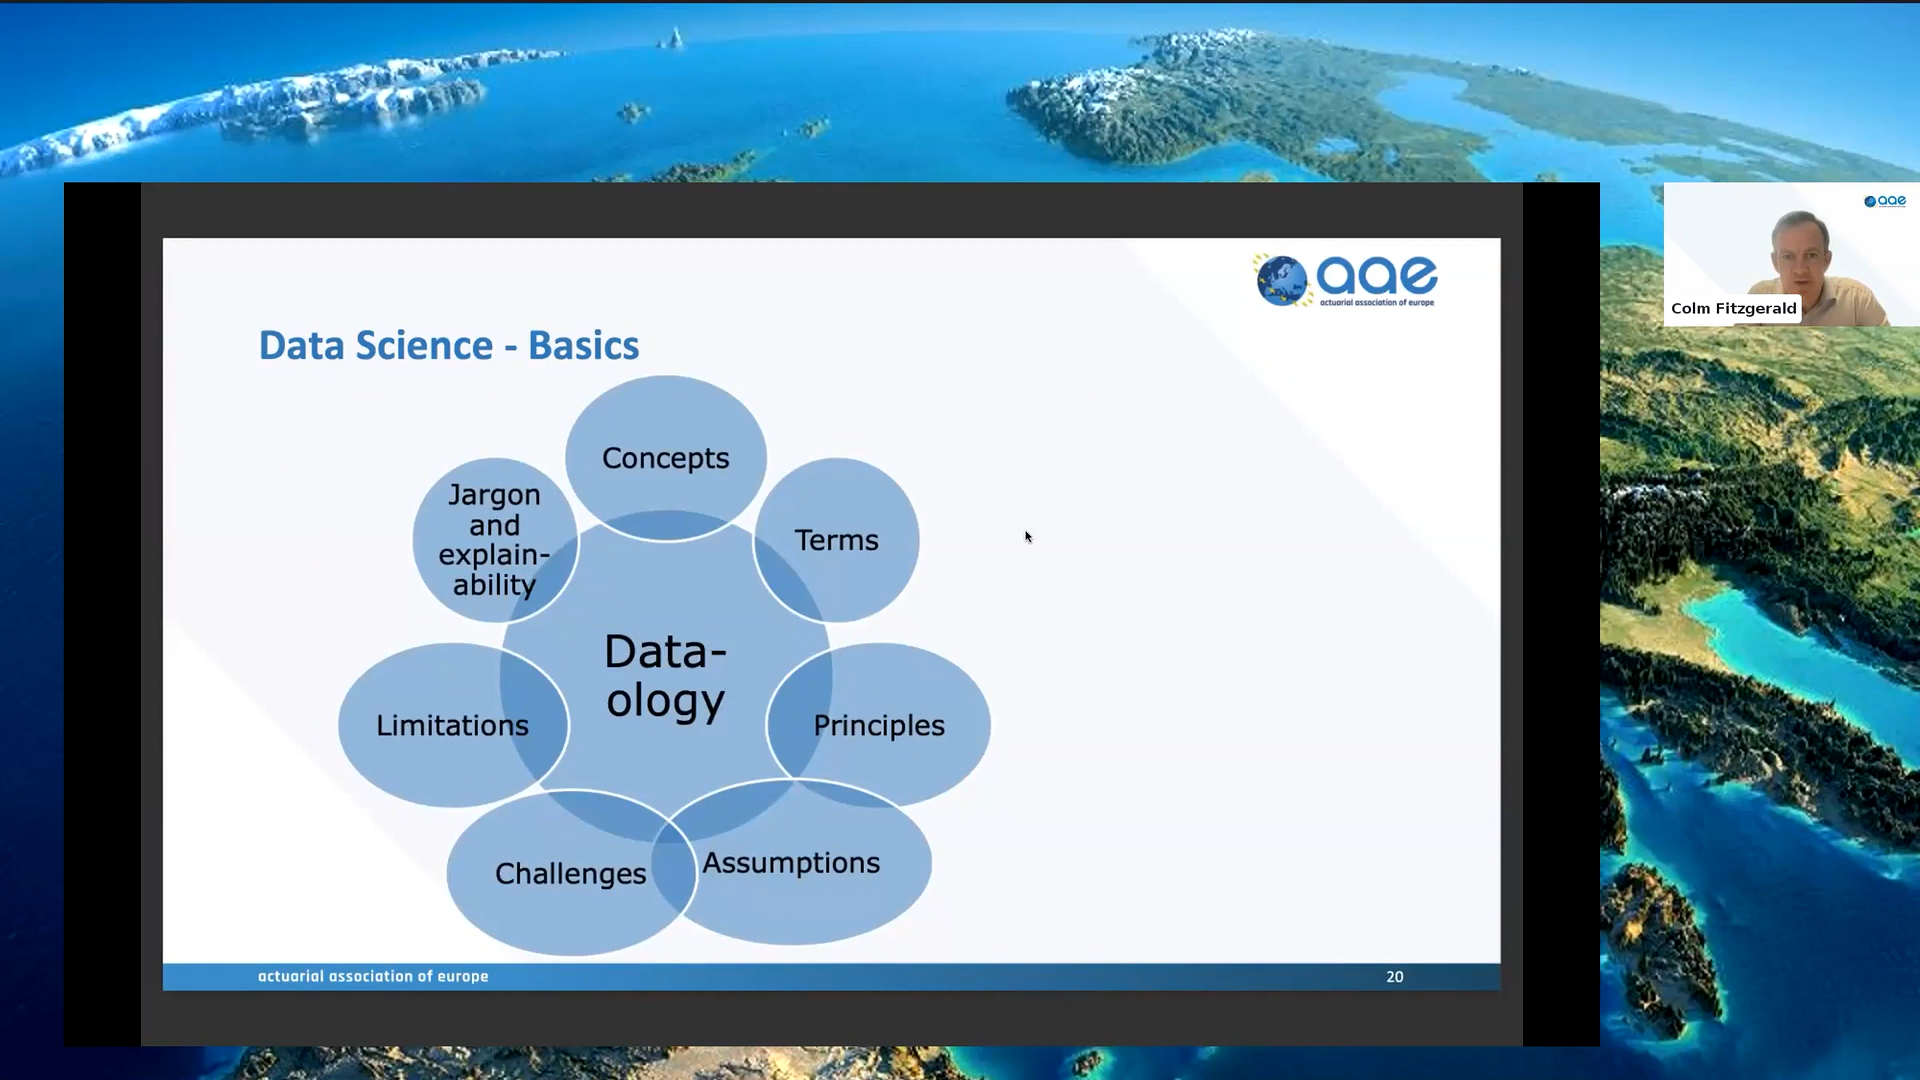 aae
actuarial association of europe
aae
Colm Fitzgerald
Data Science - Basics
Concepts
Jargon
and
explain-
ability
Terms
Data-
ology
Limitations
Principles
Challenges
Assumptions
actuarial association of europe
20